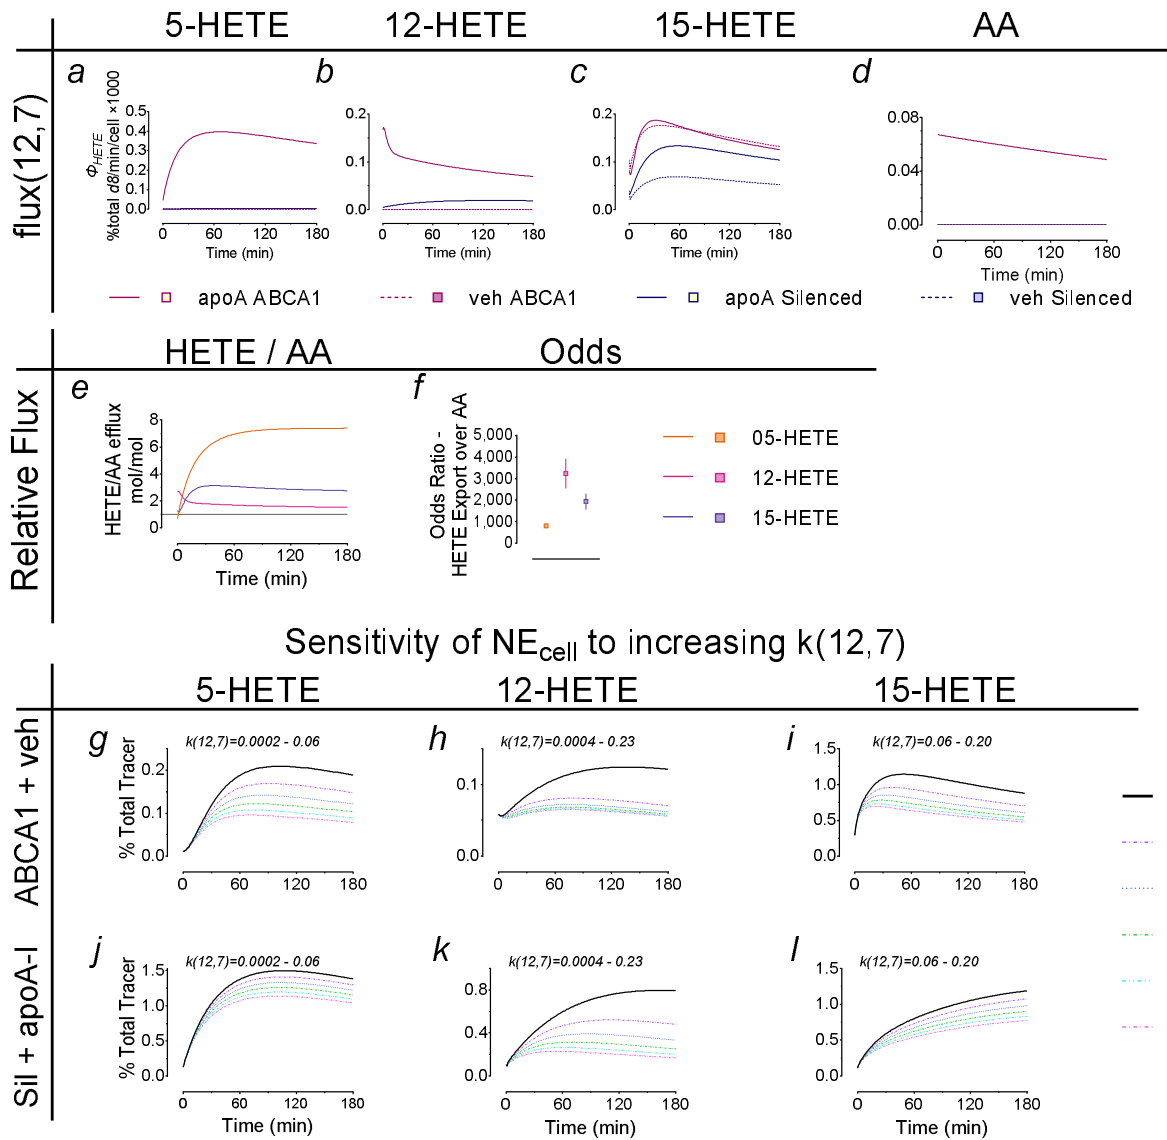 5-HETE 12-HETE 15-HETE AA
flux(12,7)
a b c d
ΦHETE
%total d8/min/cell ×1000
0.5
0.4
0.3
0.2
0.1
0.0
0 60 120 180
Time (min)
0.2
0.1
0.0
0 60 120 180
Time (min)
0.2
0.1
0.0
0 60 120 180
Time (min)
0.08
0.04
0.00
0 60 120 180
Time (min)
apoA ABCA1 veh ABCA1 apoA Silenced veh Silenced
HETE / AA Odds
Relative Flux
e
HETE/AA efflux
mol/mol
8
6
4
2
0
0 60 120 180
Time (min)
f
Odds Ratio -
HETE Export over AA
5,000
4,000
3,000
2,000
1,000
0
05-HETE
12-HETE
15-HETE
Sensitivity of NEcell to increasing k(12,7)
5-HETE 12-HETE 15-HETE
ABCA1 + veh
g
k(12,7)=0.0002 - 0.06
% Total Tracer
0.2
0.1
0.0
0 60 120 180
h
k(12,7)=0.0004 - 0.23
0.1
0.0
0 60 120 180
i
k(12,7)=0.06 - 0.20
1.5
1.0
0.5
0.0
0 60 120 180
Sil + apoA-I
j
k(12,7)=0.0002 - 0.06
% Total Tracer
1.5
1.0
0.5
0.0
0 60 120 180
Time (min)
k
k(12,7)=0.0004 - 0.23
0.8
0.4
0.0
0 60 120 180
Time (min)
l
k(12,7)=0.06 - 0.20
1.5
1.0
0.5
0.0
0 60 120 180
Time (min)